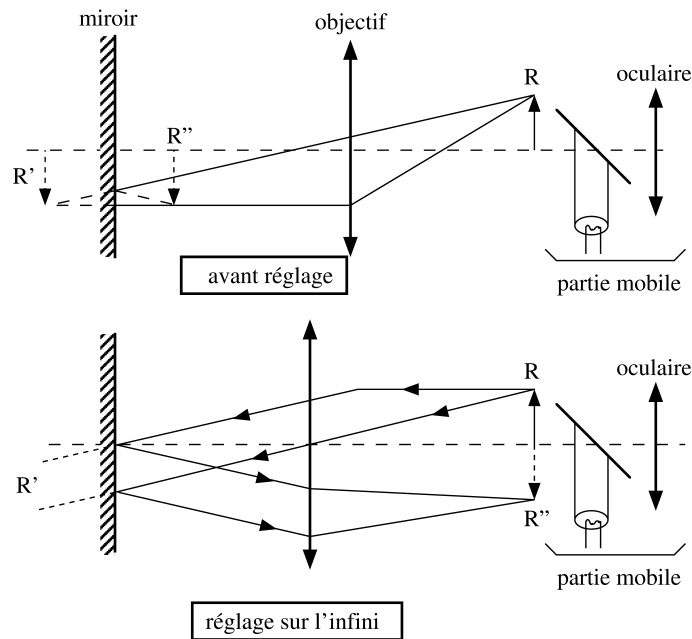 miroir
objectif
R
oculaire
R'
R''
partie mobile
avant réglage
R
oculaire
R'
R''
partie mobile
réglage sur l'infini